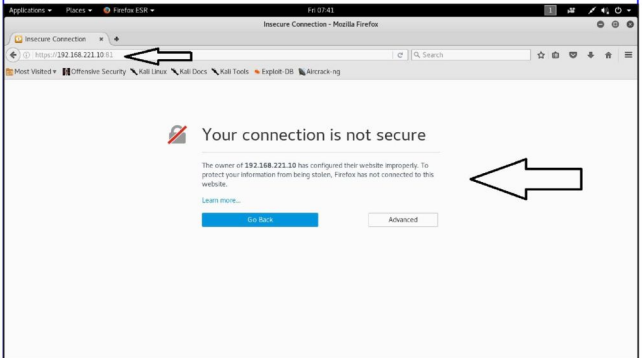 Applications Places Firefox ESR Fri 07:41 1
Insecure Connection - Mozilla Firefox
Insecure Connection × +
https://192.168.221.10:81 Search
Most Visited Offensive Security Kali Linux Kali Docs Kali Tools Exploit-DB Aircrack-ng
Your connection is not secure
The owner of 192.168.221.10 has configured their website improperly. To
protect your information from being stolen, Firefox has not connected to this
website.
Learn more...
Go Back Advanced